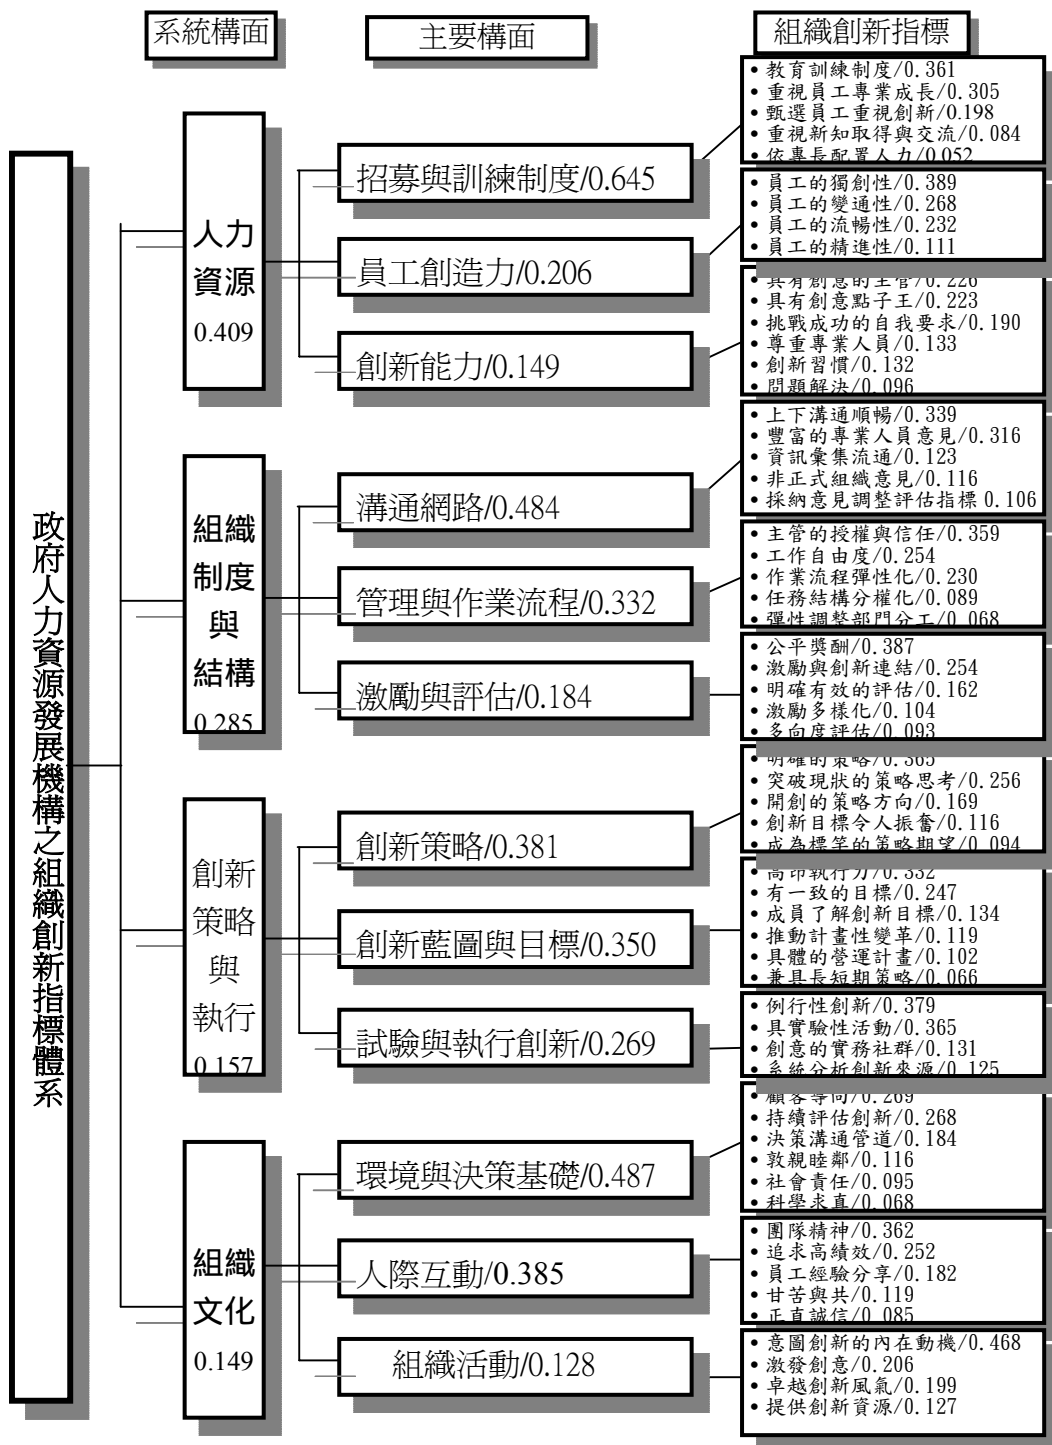 系統構面
主要構面
組織創新指標
政府人力資源發展機構之組織創新指標體系
人力
資源
0.409
招募與訓練制度/0.645
• 教育訓練制度/0.361
• 重視員工專業成長/0.305
• 甄選員工重視創新/0.198
• 重視新知取得與交流/0.084
• 依專長配置人力/0.052
員工創造力/0.206
• 員工的獨創性/0.389
• 員工的變通性/0.268
• 員工的流暢性/0.232
• 員工的精進性/0.111
創新能力/0.149
• 具有創意的主管/0.226
• 具有創意點子王/0.223
• 挑戰成功的自我要求/0.190
• 尊重專業人員/0.133
• 創新習慣/0.132
• 問題解決/0.096
組織
制度
與
結構
0.285
溝通網路/0.484
• 上下溝通順暢/0.339
• 豐富的專業人員意見/0.316
• 資訊彙集流通/0.123
• 非正式組織意見/0.116
• 採納意見調整評估指標 0.106
管理與作業流程/0.332
• 主管的授權與信任/0.359
• 工作自由度/0.254
• 作業流程彈性化/0.230
• 任務結構分權化/0.089
• 彈性調整部門分工/0.068
激勵與評估/0.184
• 公平獎酬/0.387
• 激勵與創新連結/0.254
• 明確有效的評估/0.162
• 激勵多樣化/0.104
• 多向度評估/0.093
創新
策略
與
執行
0.157
創新策略/0.381
• 明確的策略/0.365
• 突破現狀的策略思考/0.256
• 開創的策略方向/0.169
• 創新目標令人振奮/0.116
• 成為標竿的策略期望/0.094
創新藍圖與目標/0.350
• 高昂執行力/0.332
• 有一致的目標/0.247
• 成員了解創新目標/0.134
• 推動計畫性變革/0.119
• 具體的營運計畫/0.102
• 兼具長短期策略/0.066
試驗與執行創新/0.269
• 例行性創新/0.379
• 具實驗性活動/0.365
• 創意的實務社群/0.131
• 系統分析創新來源/0.125
組織
文化
0.149
環境與決策基礎/0.487
• 顧客導向/0.269
• 持續評估創新/0.268
• 決策溝通管道/0.184
• 敦親睦鄰/0.116
• 社會責任/0.095
• 科學求真/0.068
人際互動/0.385
• 團隊精神/0.362
• 追求高績效/0.252
• 員工經驗分享/0.182
• 甘苦與共/0.119
• 正直誠信/0.085
組織活動/0.128
• 意圖創新的內在動機/0.468
• 激發創意/0.206
• 卓越創新風氣/0.199
• 提供創新資源/0.127